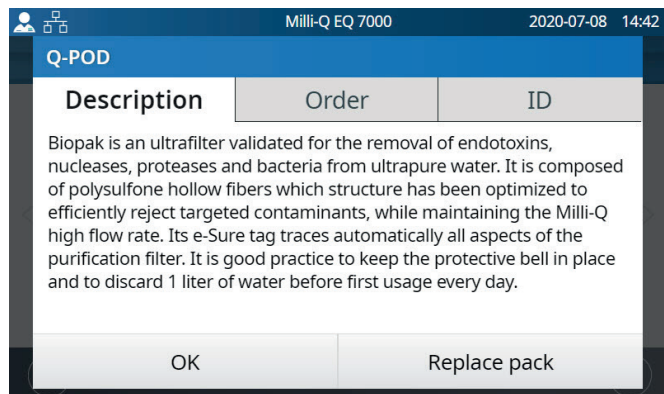 Milli-Q EQ 7000 2020-07-08 14:42
Q-POD
Description Order ID
Biopak is an ultrafilter validated for the removal of endotoxins,
nucleases, proteases and bacteria from ultrapure water. It is composed
of polysulfone hollow fibers which structure has been optimized to
efficiently reject targeted contaminants, while maintaining the Milli-Q
high flow rate. Its e-Sure tag traces automatically all aspects of the
purification filter. It is good practice to keep the protective bell in place
and to discard 1 liter of water before first usage every day.
OK Replace pack